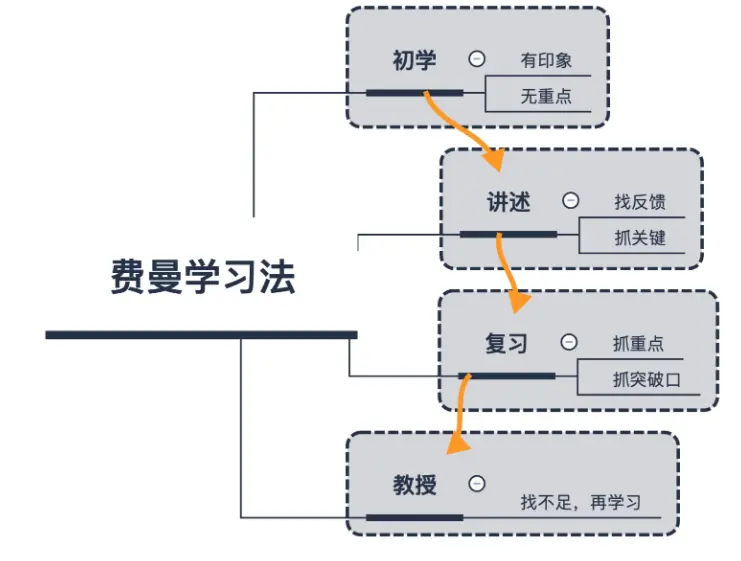 初学
有印象
无重点
讲述
找反馈
抓关键
费曼学习法
复习
抓重点
抓突破口
教授
找不足，再学习